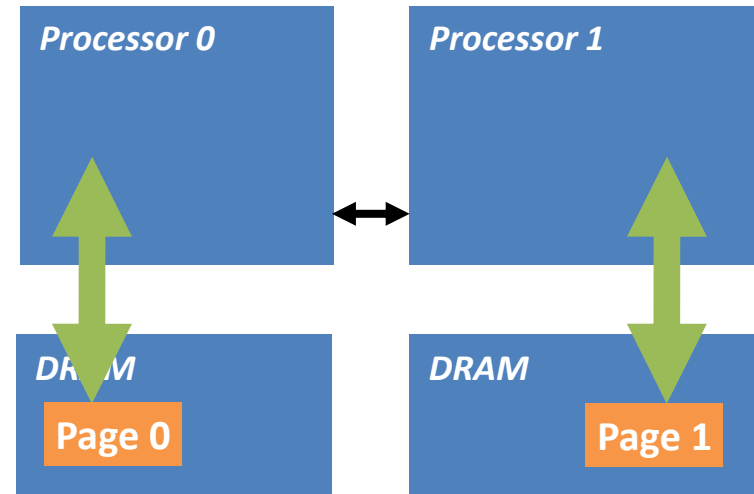 Processor 0
Processor 1
DRAM
DRAM
Page 0
Page 1